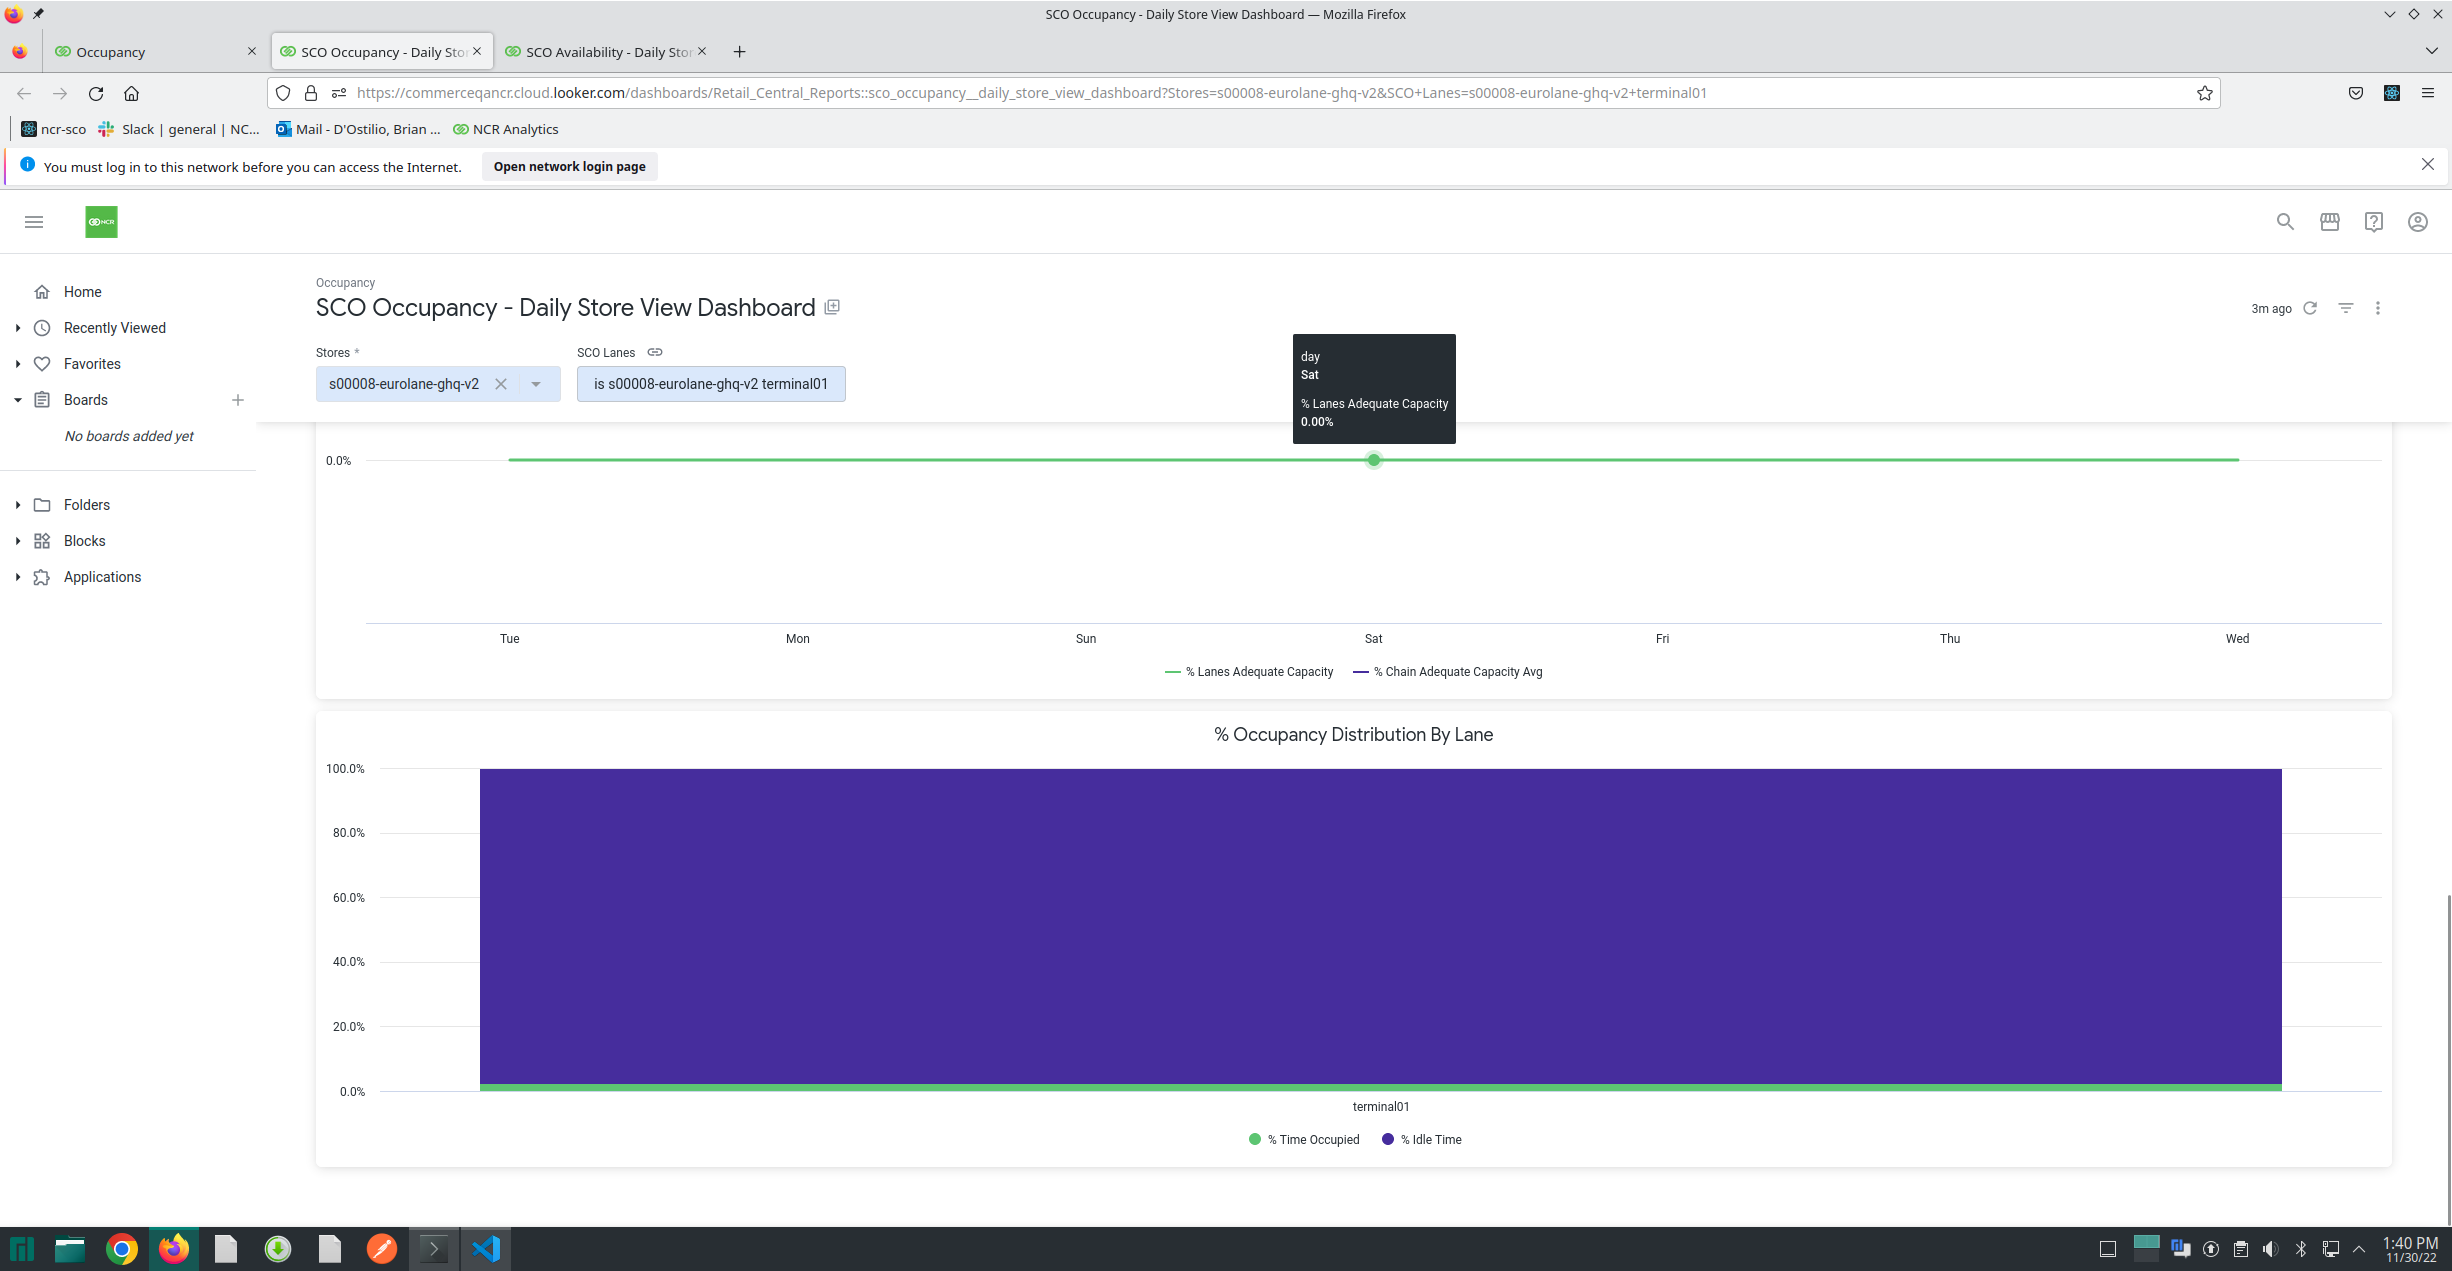 SCO Occupancy - Daily Store View Dashboard — Mozilla Firefox
Occupancy
SCO Occupancy - Daily Stor
SCO Availability - Daily Stor
https://commerceqancr.cloud.looker.com/dashboards/Retail_Central_Reports::sco_occupancy__daily_store_view_dashboard?Stores=s00008-eurolane-ghq-v2&SCO+Lanes=s00008-eurolane-ghq-v2+terminal01
ncr-sco
Slack | general | NC...
Mail - D'Ostilio, Brian ...
NCR Analytics
You must log in to this network before you can access the Internet.
Open network login page
NCR
Home
Recently Viewed
Favorites
Boards
No boards added yet
Folders
Blocks
Applications
Occupancy
SCO Occupancy - Daily Store View Dashboard
3m ago
Stores *
SCO Lanes
s00008-eurolane-ghq-v2
is s00008-eurolane-ghq-v2 terminal01
day
Sat
% Lanes Adequate Capacity
0.00%
0.0%
Tue Mon Sun Sat Fri Thu Wed
% Lanes Adequate Capacity
% Chain Adequate Capacity Avg
% Occupancy Distribution By Lane
100.0%
80.0%
60.0%
40.0%
20.0%
0.0%
terminal01
% Time Occupied
% Idle Time
1:40 PM
11/30/22